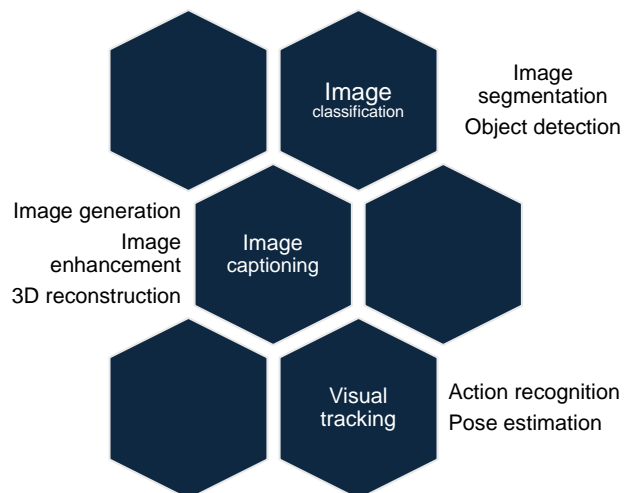 Image
classification
Image
segmentation
Object detection
Image generation
Image
enhancement
3D reconstruction
Image
captioning
Visual
tracking
Action recognition
Pose estimation